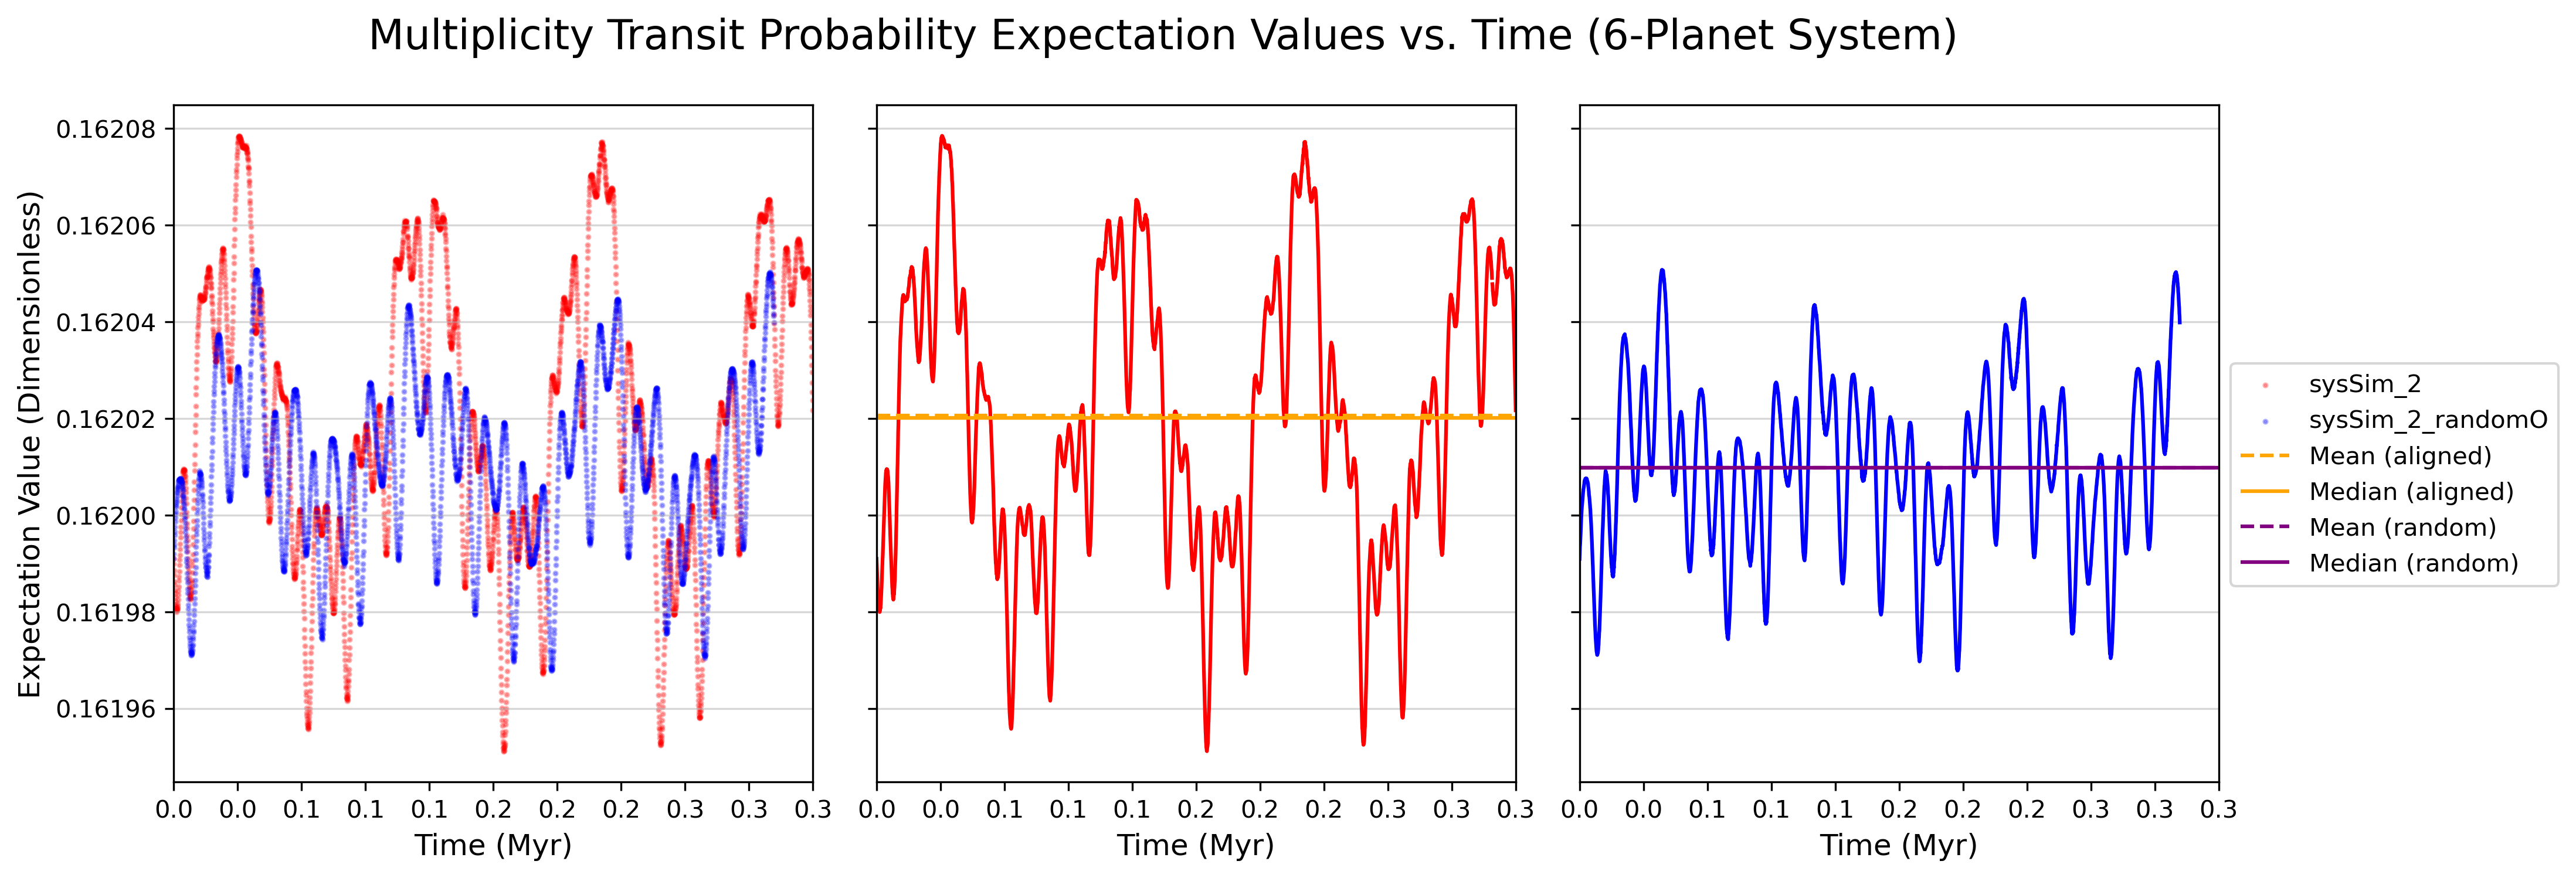 Multiplicity Transit Probability Expectation Values vs. Time (6-Planet System)
Expectation Value (Dimensionless)
0.16208
0.16206
0.16204
0.16202
0.16200
0.16198
0.16196
0.0 0.0 0.1 0.1 0.1 0.2 0.2 0.2 0.3 0.3 0.3
Time (Myr)
0.0 0.0 0.1 0.1 0.1 0.2 0.2 0.2 0.3 0.3 0.3
Time (Myr)
0.0 0.0 0.1 0.1 0.1 0.2 0.2 0.2 0.3 0.3 0.3
Time (Myr)
sysSim_2
sysSim_2_randomO
Mean (aligned)
Median (aligned)
Mean (random)
Median (random)